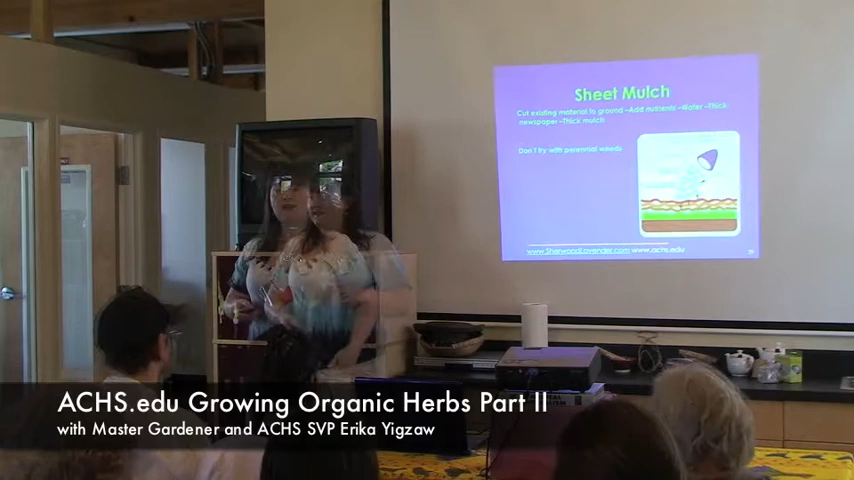 Sheet Mulch
Cut existing material to ground -Add nutrients -Water -Thick
newspaper -Thick mulch
Don't try with perennial weeds
www.SherwoodLavender.com www.achs.edu
ACHS.edu Growing Organic Herbs Part II
with Master Gardener and ACHS SVP Erika Yigzaw